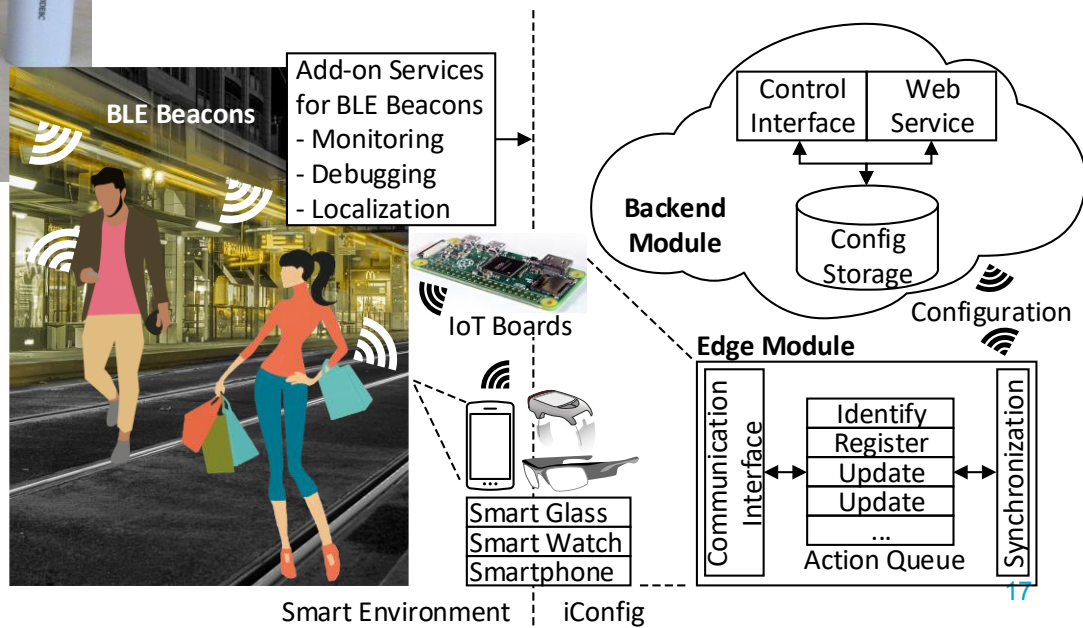 Add-on Services
for BLE Beacons
- Monitoring
- Debugging
- Localization
BLE Beacons
Control
Interface
Web
Service
Backend
Module
Config
Storage
Configuration
IoT Boards
Edge Module
Communication
Interface
Identify
Register
Update
Update
...
Action Queue
Synchronization
Smart Glass
Smart Watch
Smartphone
17
Smart Environment
iConfig